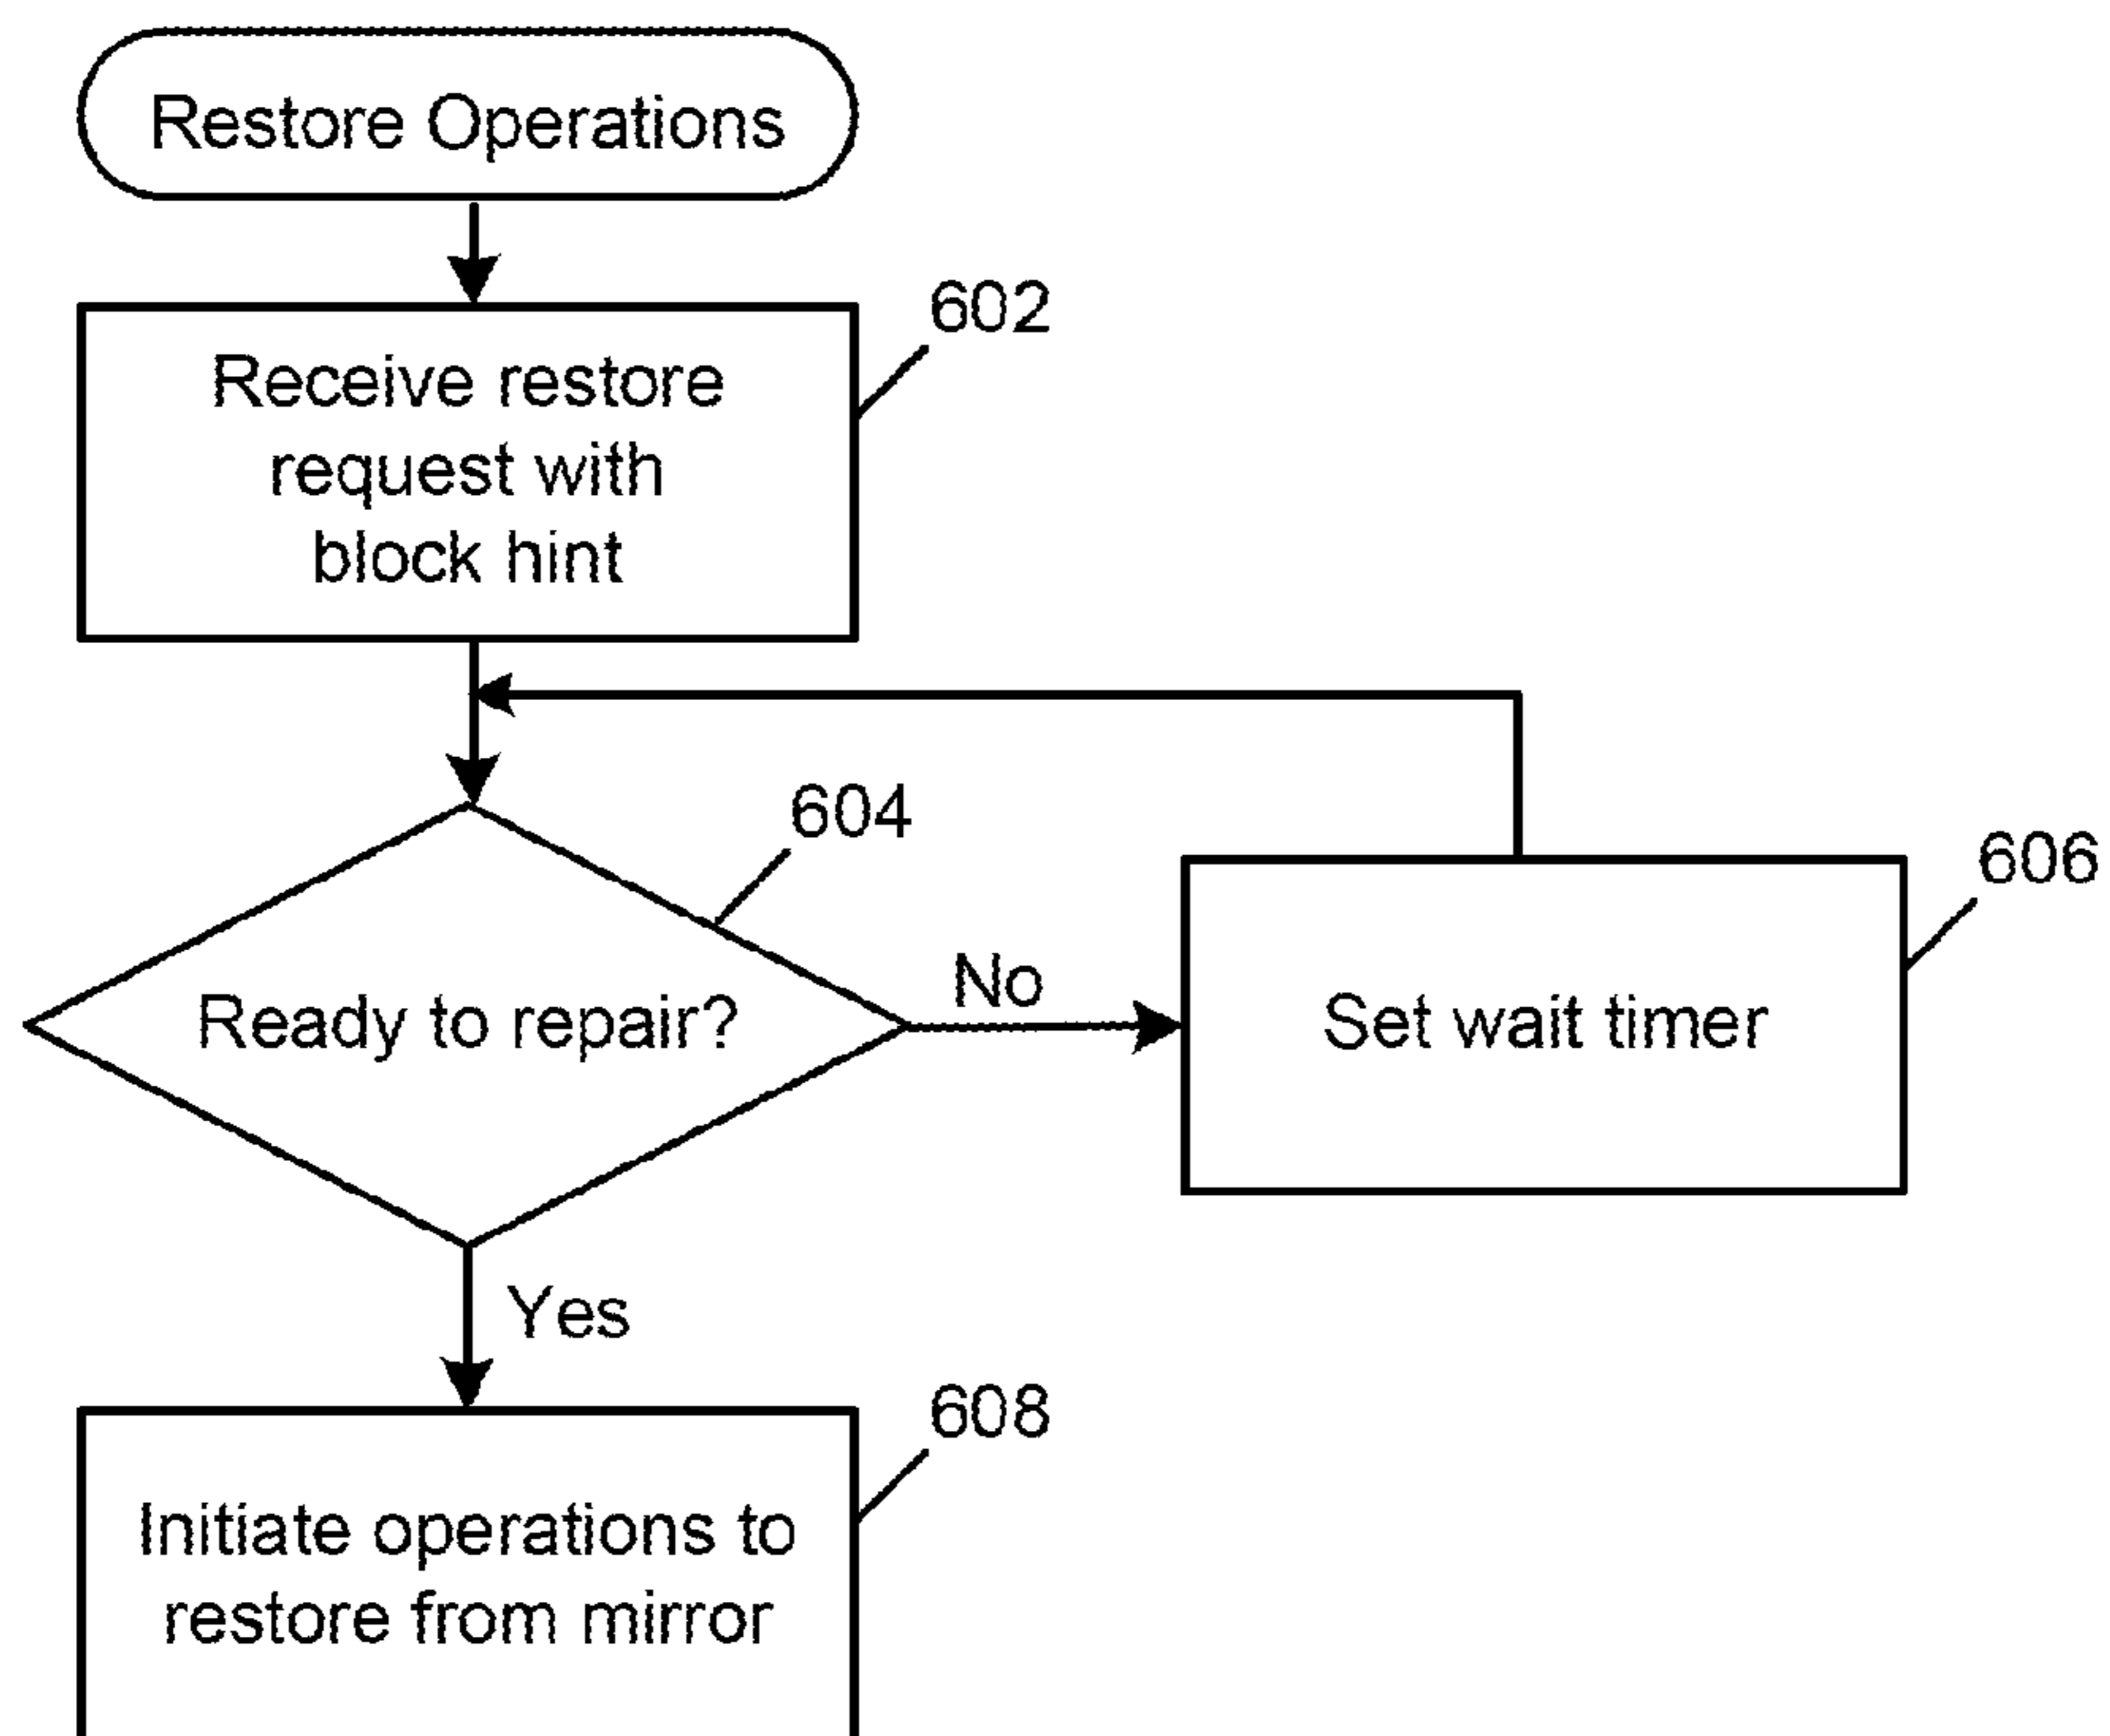 Restore Operations
602
Receive restore
request with
block hint
604
606
Ready to repair?
No
Set wait timer
Yes
608
Initiate operations to
restore from mirror